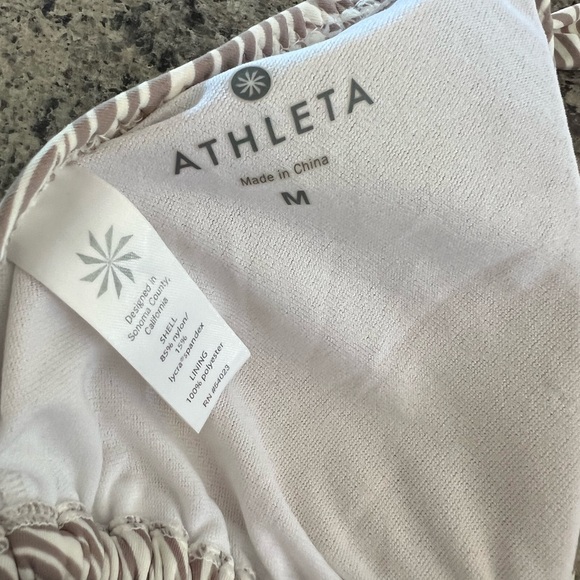 ATHLETA
Made in China
M
Designed in
Sonoma County,
California
SHELL
85% nylon/
15%
lycra®spandex
LINING
100% polyester
RN #54023